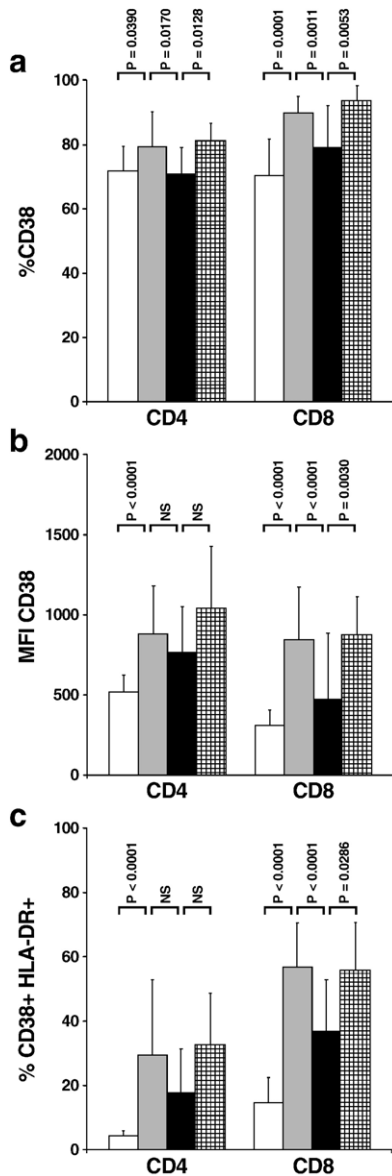 a
P = 0.0390
P = 0.0170
P = 0.0128
P = 0.0001
P = 0.0011
P = 0.0053
%CD38
100
80
60
40
20
0
CD4
CD8
b
P < 0.0001
NS
NS
P < 0.0001
P < 0.0001
P = 0.0030
MFI CD38
2000
1500
1000
500
0
CD4
CD8
c
P < 0.0001
NS
NS
P < 0.0001
P < 0.0001
P = 0.0286
% CD38+ HLA-DR+
100
80
60
40
20
0
CD4
CD8